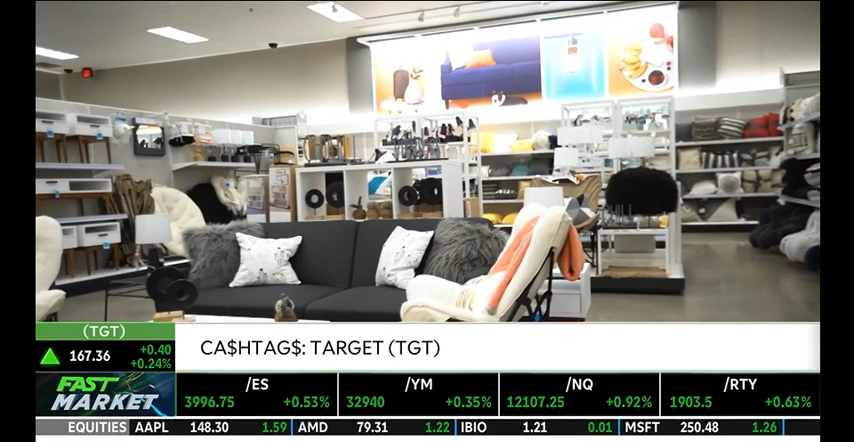 (TGT)
167.36
+0.40
+0.24%
CA$HTAG$: TARGET (TGT)
FAST
MARKET
/ES
3996.75 +0.53%
/YM
32940 +0.35%
/NQ
12107.25 +0.92%
/RTY
1903.5 +0.63%
EQUITIES AAPL 148.30 1.59 AMD 79.31 1.22 IBIO 1.21 0.01 MSFT 250.48 1.26